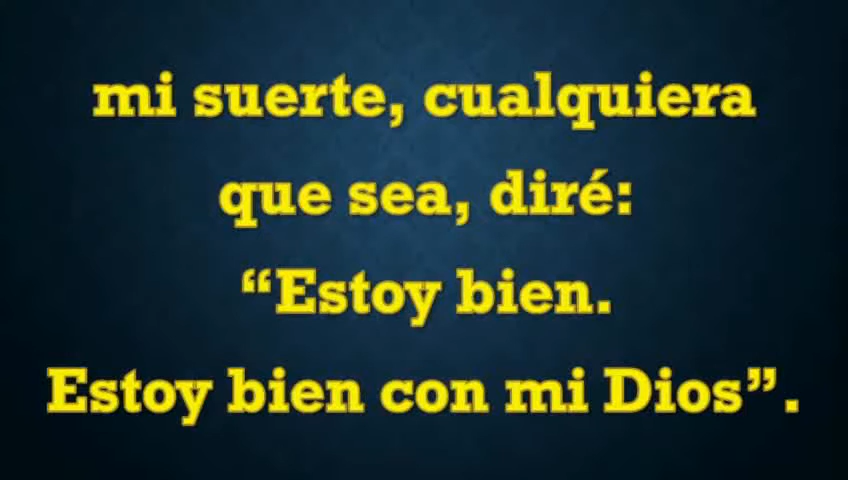 mi suerte, cualquiera
que sea, diré:
“Estoy bien.
Estoy bien con mi Dios”.